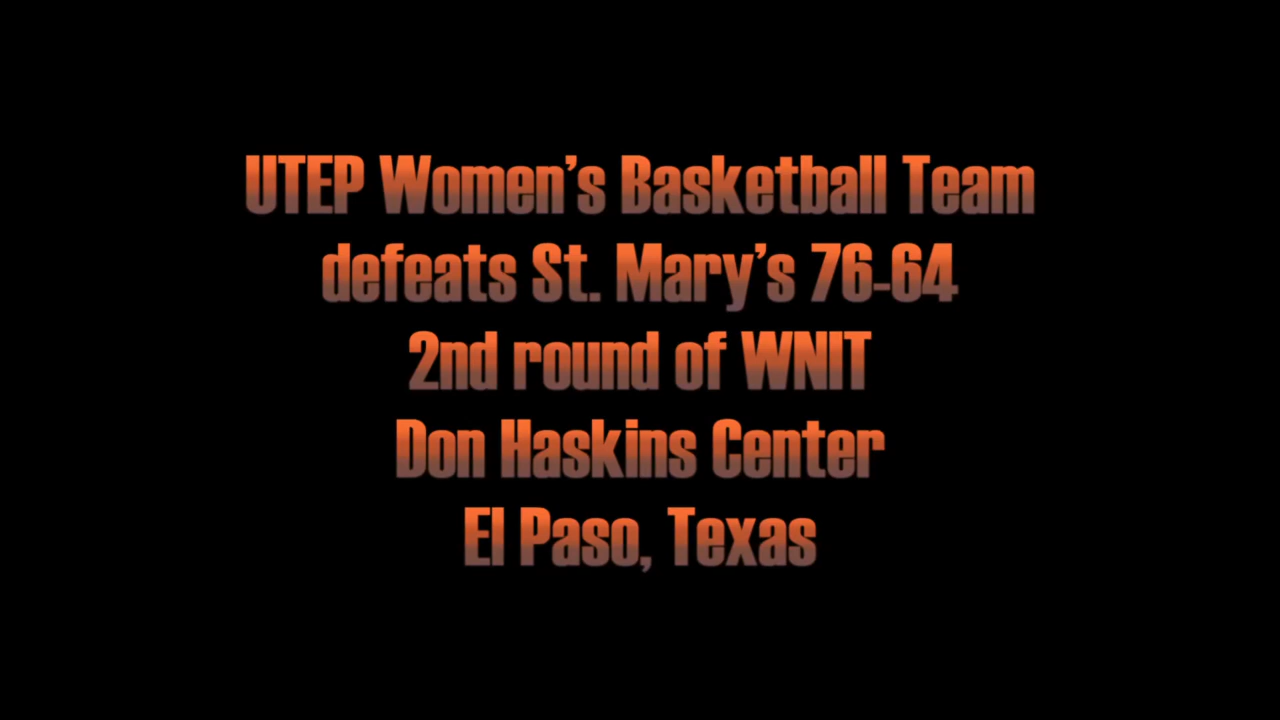 UTEP Women's Basketball Team
defeats St. Mary's 76-64
2nd round of WNIT
Don Haskins Center
El Paso, Texas